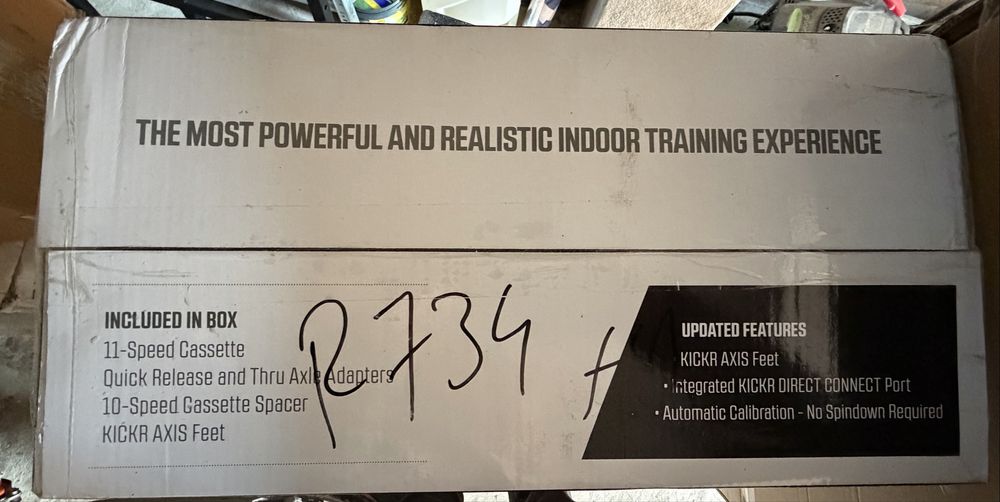 THE MOST POWERFUL AND REALISTIC INDOOR TRAINING EXPERIENCE
INCLUDED IN BOX
11-Speed Cassette
Quick Release and Thru Axle Adapters
10-Speed Cassette Spacer
KICKR AXIS Feet
R734
UPDATED FEATURES
KICKR AXIS Feet
• Integrated KICKR DIRECT CONNECT Port
• Automatic Calibration - No Spindown Required